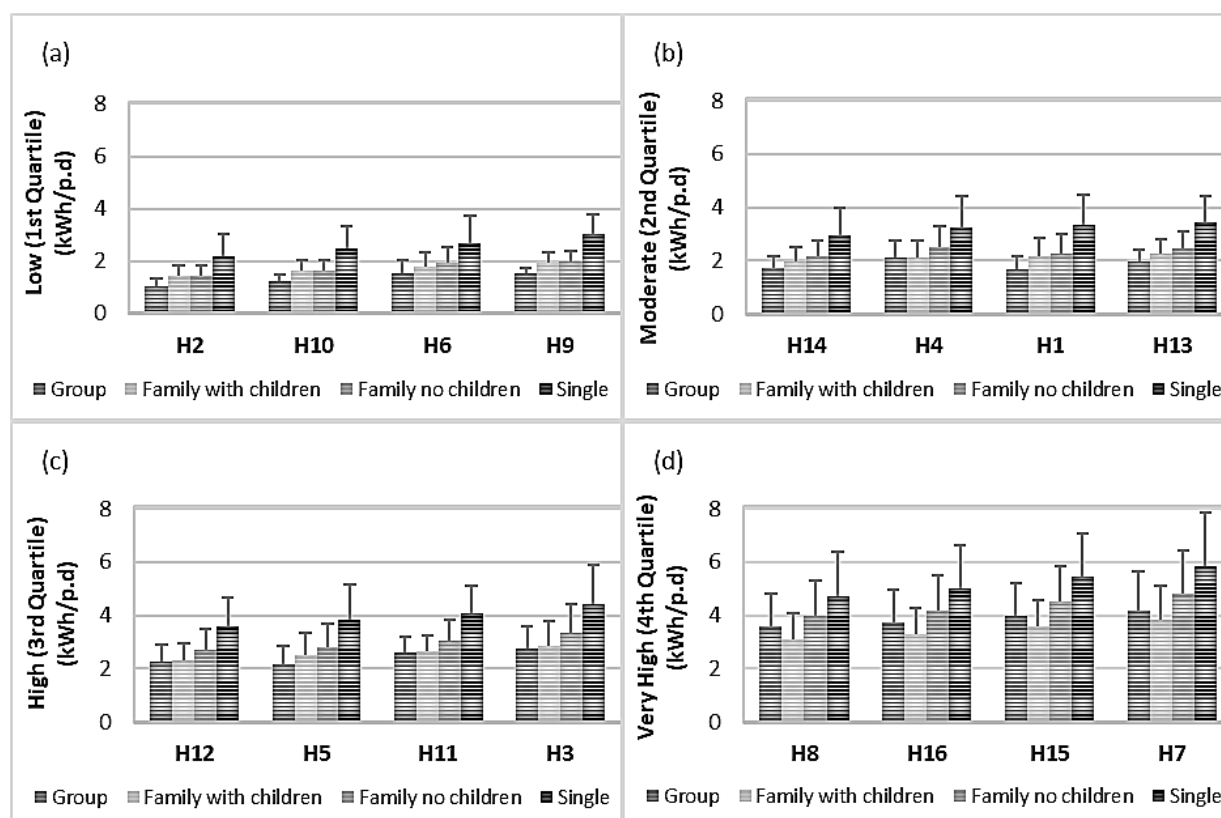 (a)
Low (1st Quartile)
(kWh/p.d)
8
6
4
2
0
H2 H10 H6 H9
Group Family with children Family no children Single
(b)
Moderate (2nd Quartile)
(kWh/p.d)
8
6
4
2
0
H14 H4 H1 H13
Group Family with children Family no children Single
(c)
High (3rd Quartile)
(kWh/p.d)
8
6
4
2
0
H12 H5 H11 H3
Group Family with children Family no children Single
(d)
Very High (4th Quartile)
(kWh/p.d)
8
6
4
2
0
H8 H16 H15 H7
Group Family with children Family no children Single